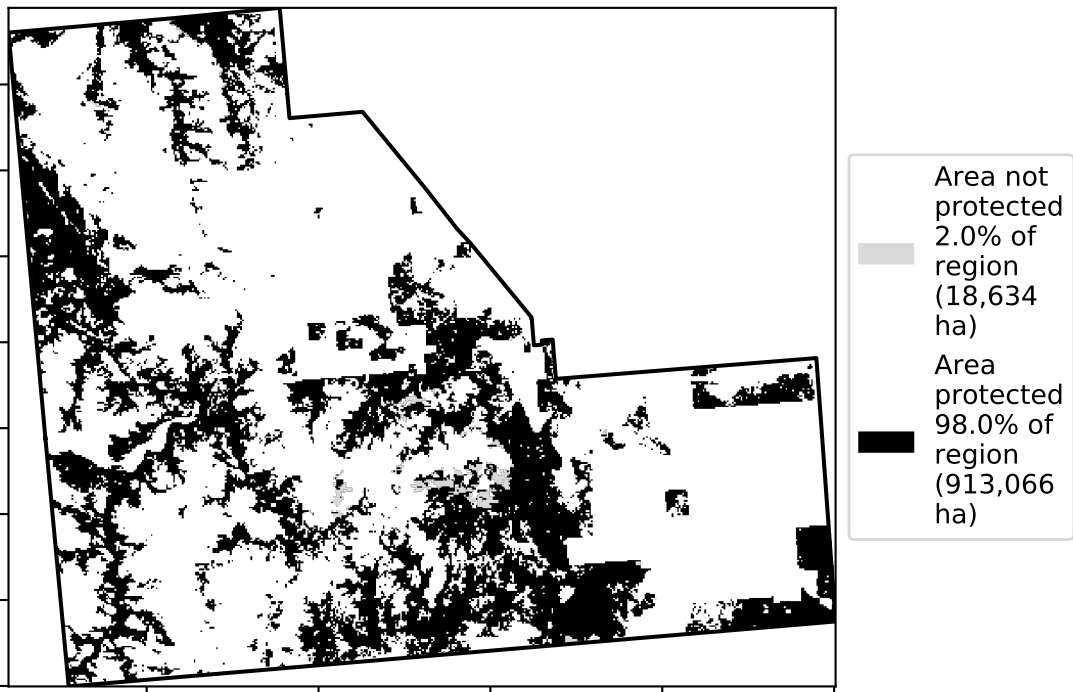 Area not
protected
2.0% of
region
(18,634
ha)
Area
protected
98.0% of
region
(913,066
ha)